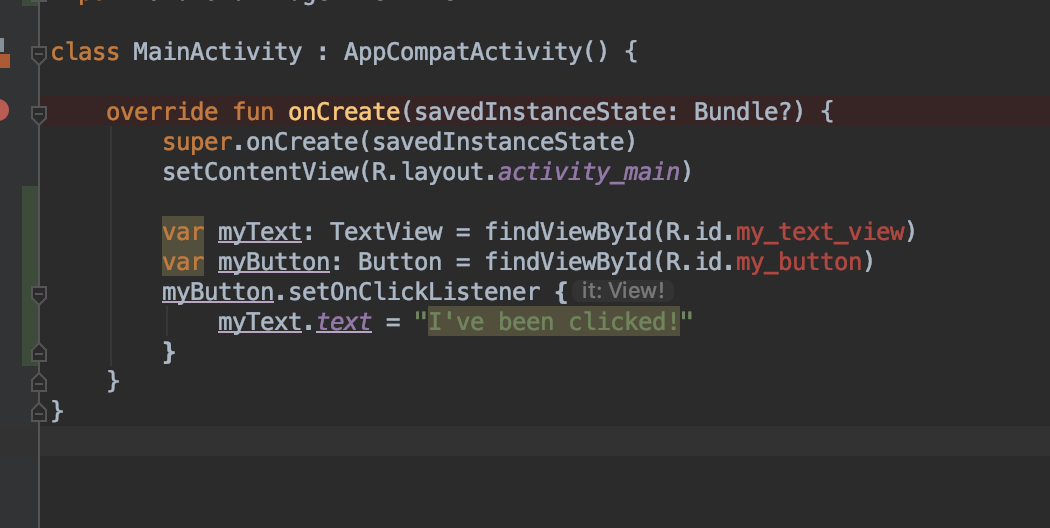 class MainActivity : AppCompatActivity() {
override fun onCreate(savedInstanceState: Bundle?) {
super.onCreate(savedInstanceState)
setContentView(R.layout.activity_main)
var myText: TextView = findViewById(R.id.my_text_view)
var myButton: Button = findViewById(R.id.my_button)
myButton.setOnClickListener { it: View!
myText.text = "I've been clicked!"
}
}
}